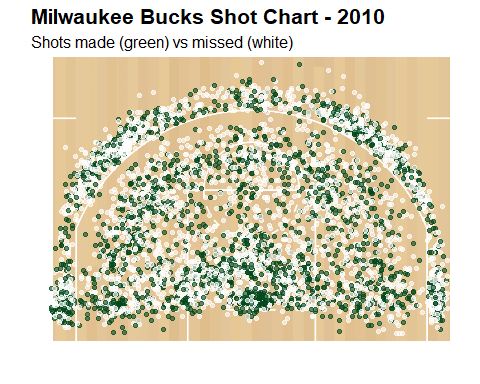 Milwaukee Bucks Shot Chart - 2010
Shots made (green) vs missed (white)